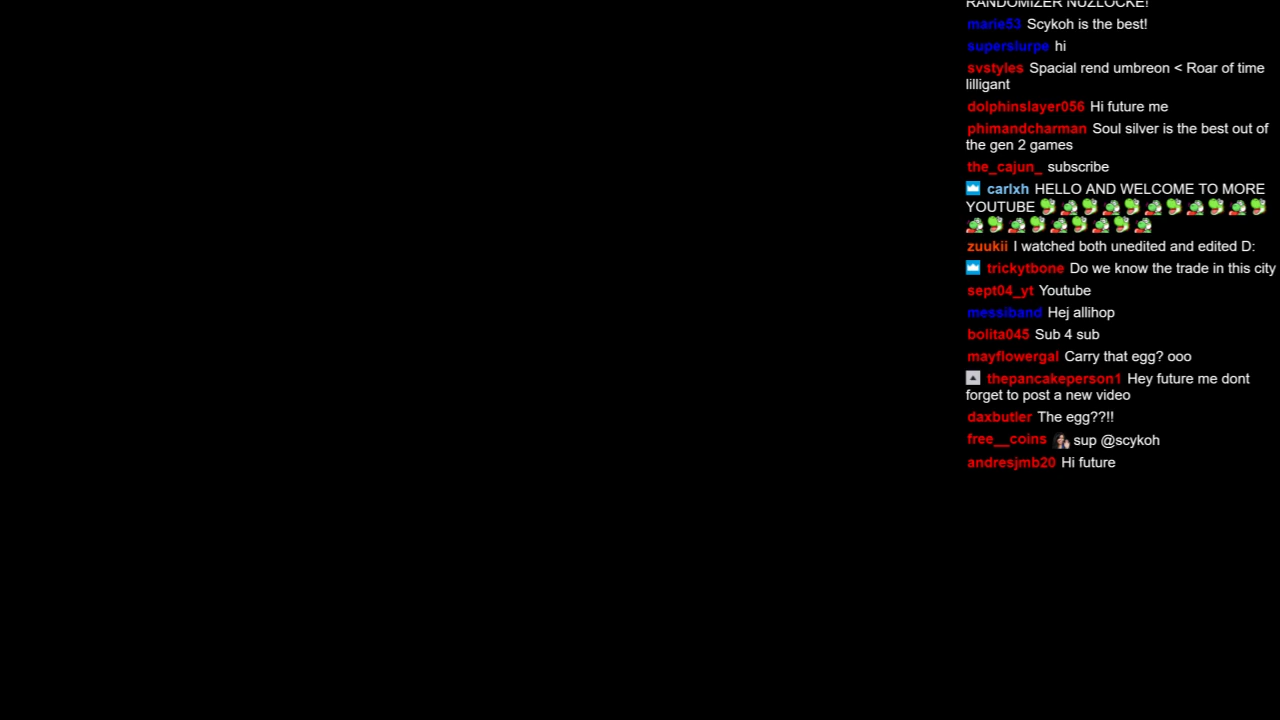 RANDOMIZER NUZLOCKE!
marie53 Scykoh is the best!
superslurpe hi
svstyles Spacial rend umbreon < Roar of time
lilligant
dolphinslayer056 Hi future me
phimandcharman Soul silver is the best out of
the gen 2 games
the_cajun_ subscribe
carlxh HELLO AND WELCOME TO MORE
YOUTUBE
zuukii I watched both unedited and edited D:
trickytbone Do we know the trade in this city
sept04_yt Youtube
messiband Hej allihop
bolita045 Sub 4 sub
mayflowergal Carry that egg? ooo
thepancakeperson1 Hey future me dont
forget to post a new video
daxbutler The egg??!!
free__coins sup @scykoh
andresjmb20 Hi future